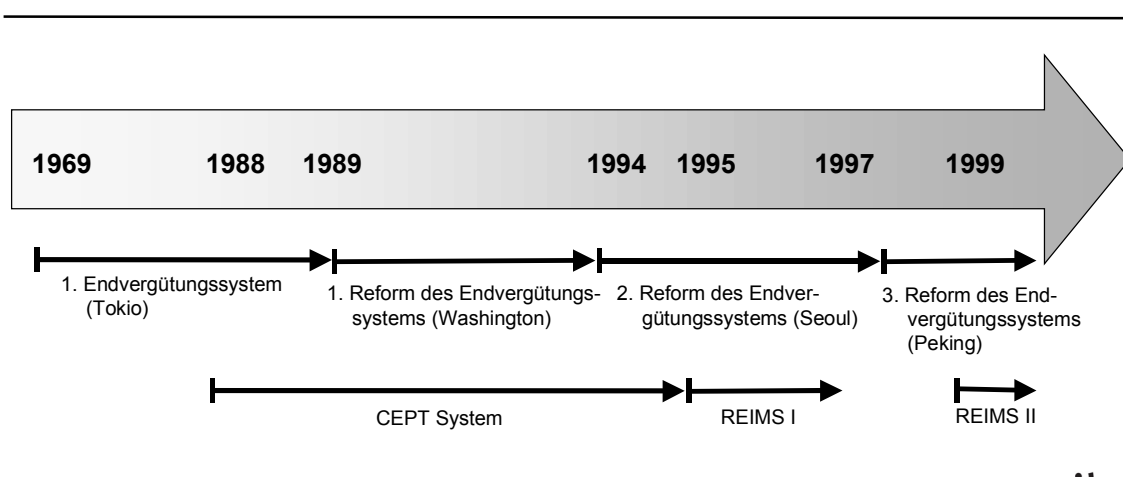 1969 1988 1989 1994 1995 1997 1999
1. Endvergütungssystem
(Tokio)
1. Reform des Endvergütungs-
systems (Washington)
2. Reform des Endver-
gütungssystems (Seoul)
3. Reform des End-
vergütungssystems
(Peking)
CEPT System
REIMS I
REIMS II